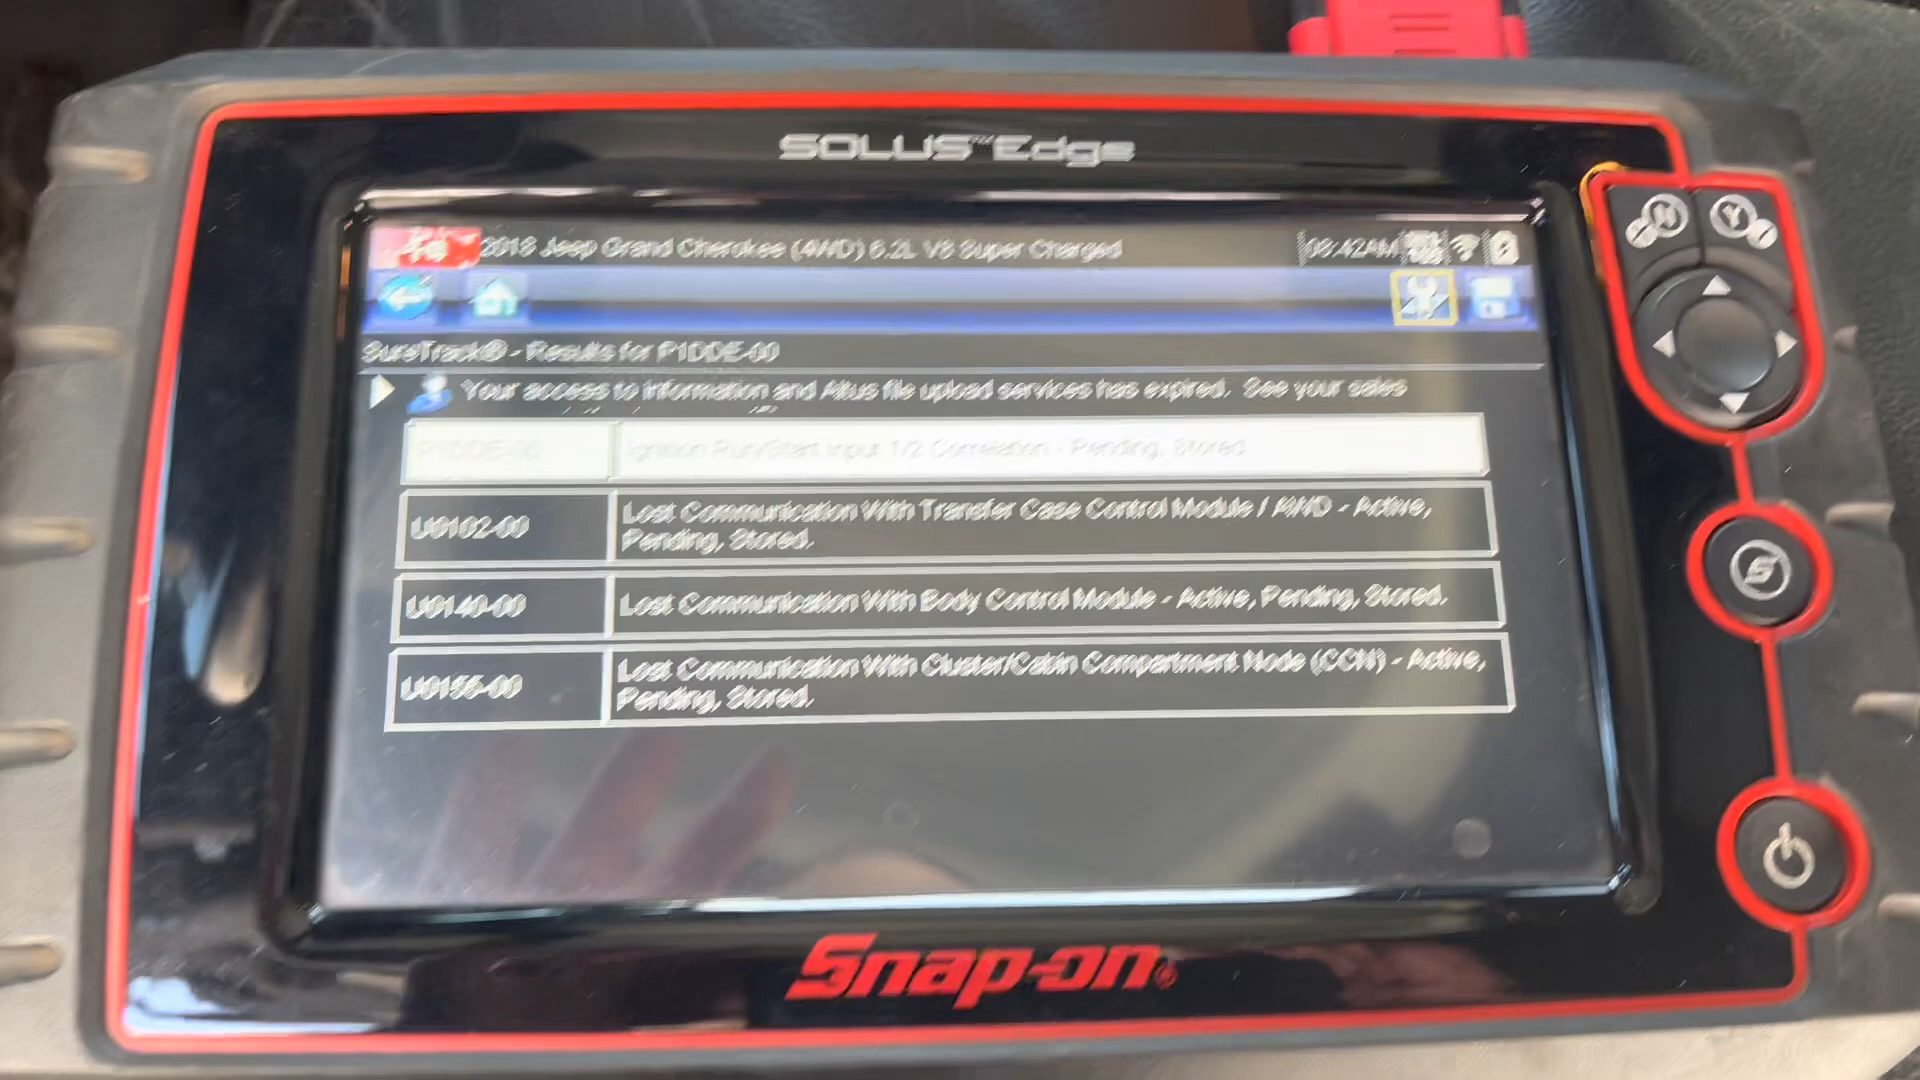 SOLUS™ Edge
N
Y
2018 Jeep Grand Cherokee (4WD) 6.2L V8 Super Charged
08:42AM
SureTrack® - Results for P1DDE-00
Your access to information and Altus file upload services has expired. See your sales
P1DDE-00
Ignition Run/Start Input 1/2 Correlation - Pending, Stored
U0102-00
Lost Communication With Transfer Case Control Module / AWD - Active,
Pending, Stored.
U0140-00
Lost Communication With Body Control Module - Active, Pending, Stored.
U0155-00
Lost Communication With Cluster/Cabin Compartment Node (CCN) - Active,
Pending, Stored.
Snap-on®